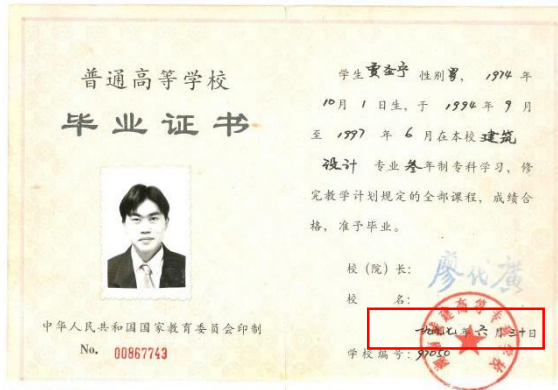 普通高等学校
毕业证书
中华人民共和国国家教育委员会印制
No. 00867743
学生 性别男, 1974 年
10月 1 日生, 于 1994 年 9 月
至 1997 年 6 月在本校 建筑
设计 专业 叁年制专科学习, 修
完教学计划规定的全部课程, 成绩合
格, 准予毕业。
校 (院) 长: 廖代广
校 名:
一九九七年六月三十日
学校编号: 97050